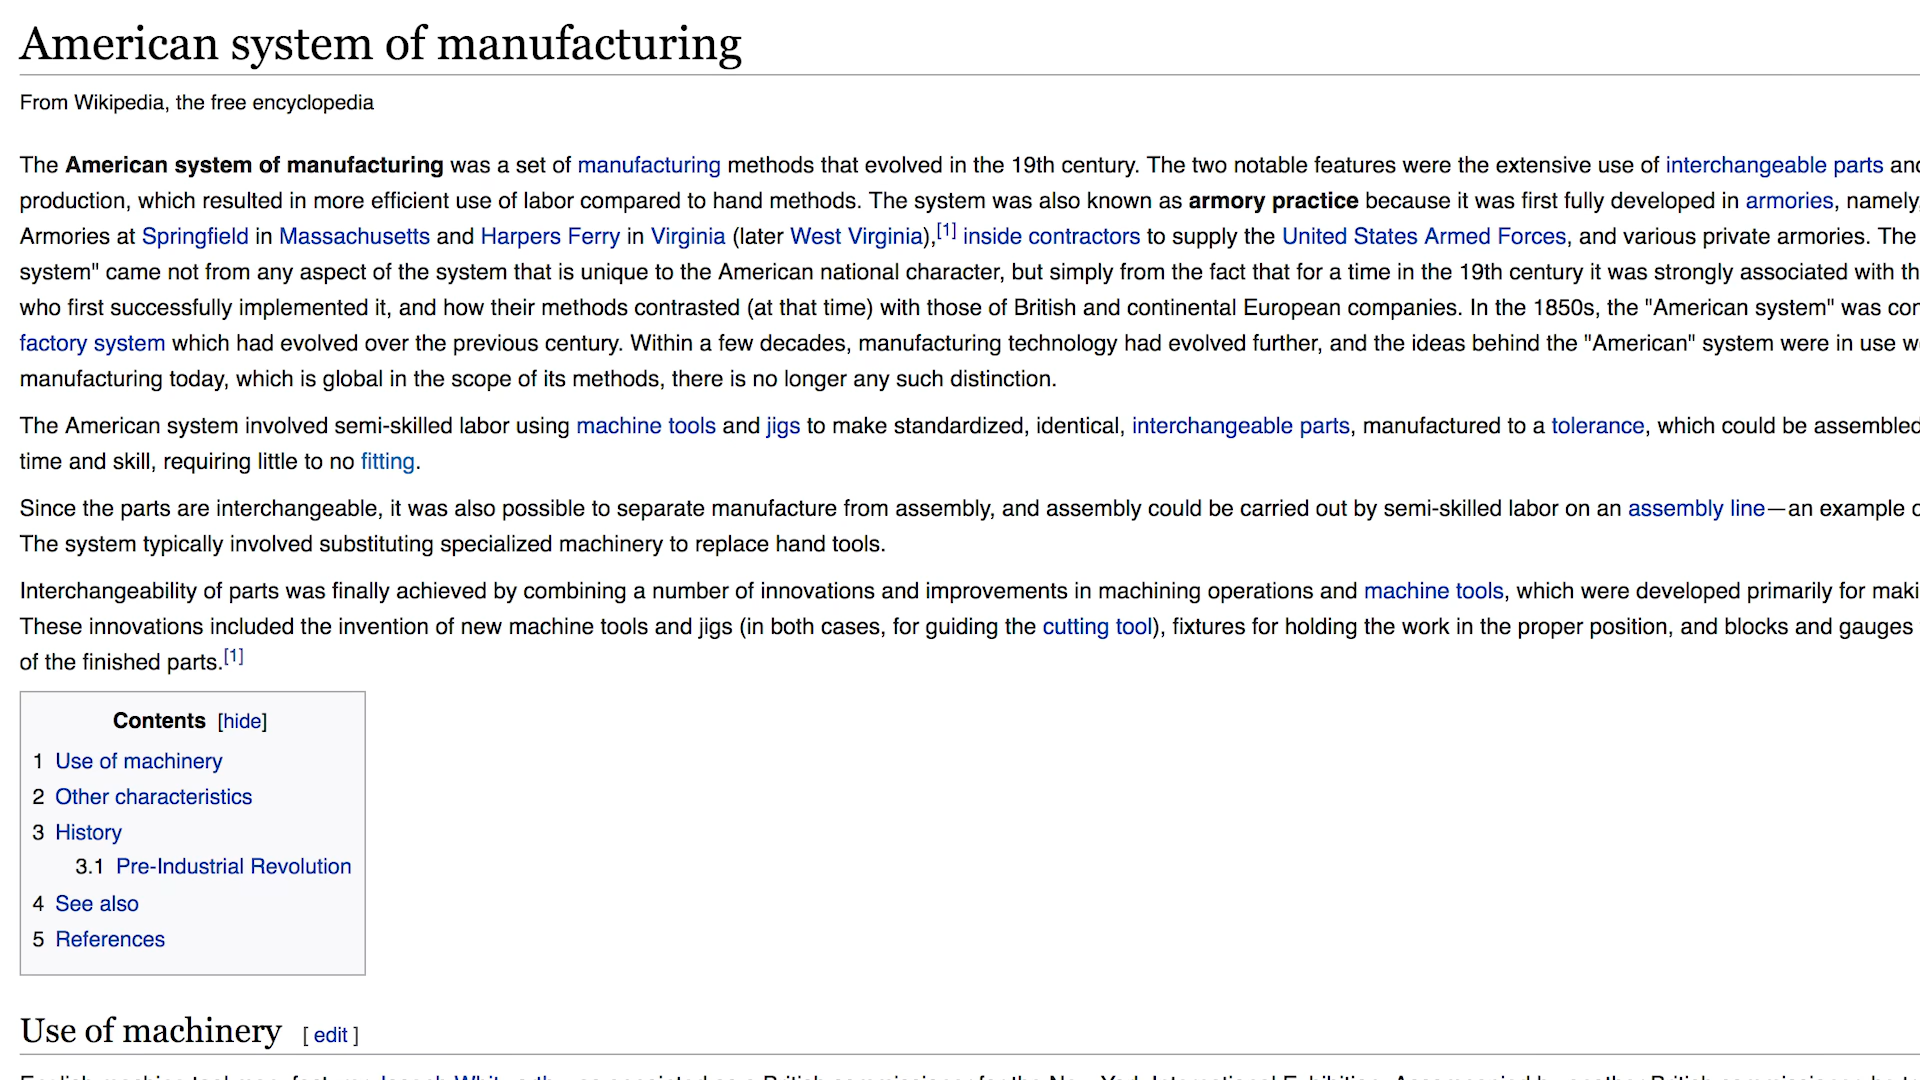 American system of manufacturing
From Wikipedia, the free encyclopedia
The American system of manufacturing was a set of manufacturing methods that evolved in the 19th century. The two notable features were the extensive use of interchangeable parts
production, which resulted in more efficient use of labor compared to hand methods. The system was also known as armory practice because it was first fully developed in armories, namely,
Armories at Springfield in Massachusetts and Harpers Ferry in Virginia (later West Virginia),[1] inside contractors to supply the United States Armed Forces, and various private armories. The
system" came not from any aspect of the system that is unique to the American national character, but simply from the fact that for a time in the 19th century it was strongly associated with
who first successfully implemented it, and how their methods contrasted (at that time) with those of British and continental European companies. In the 1850s, the "American system" was
factory system which had evolved over the previous century. Within a few decades, manufacturing technology had evolved further, and the ideas behind the "American" system were in use
manufacturing today, which is global in the scope of its methods, there is no longer any such distinction.
The American system involved semi-skilled labor using machine tools and jigs to make standardized, identical, interchangeable parts, manufactured to a tolerance, which could be assembled
time and skill, requiring little to no fitting.
Since the parts are interchangeable, it was also possible to separate manufacture from assembly, and assembly could be carried out by semi-skilled labor on an assembly line—an example
The system typically involved substituting specialized machinery to replace hand tools.
Interchangeability of parts was finally achieved by combining a number of innovations and improvements in machining operations and machine tools, which were developed primarily for
These innovations included the invention of new machine tools and jigs (in both cases, for guiding the cutting tool), fixtures for holding the work in the proper position, and blocks and gauges
of the finished parts.[1]
Contents [hide]
1 Use of machinery
2 Other characteristics
3 History
3.1 Pre-Industrial Revolution
4 See also
5 References
Use of machinery [ edit ]